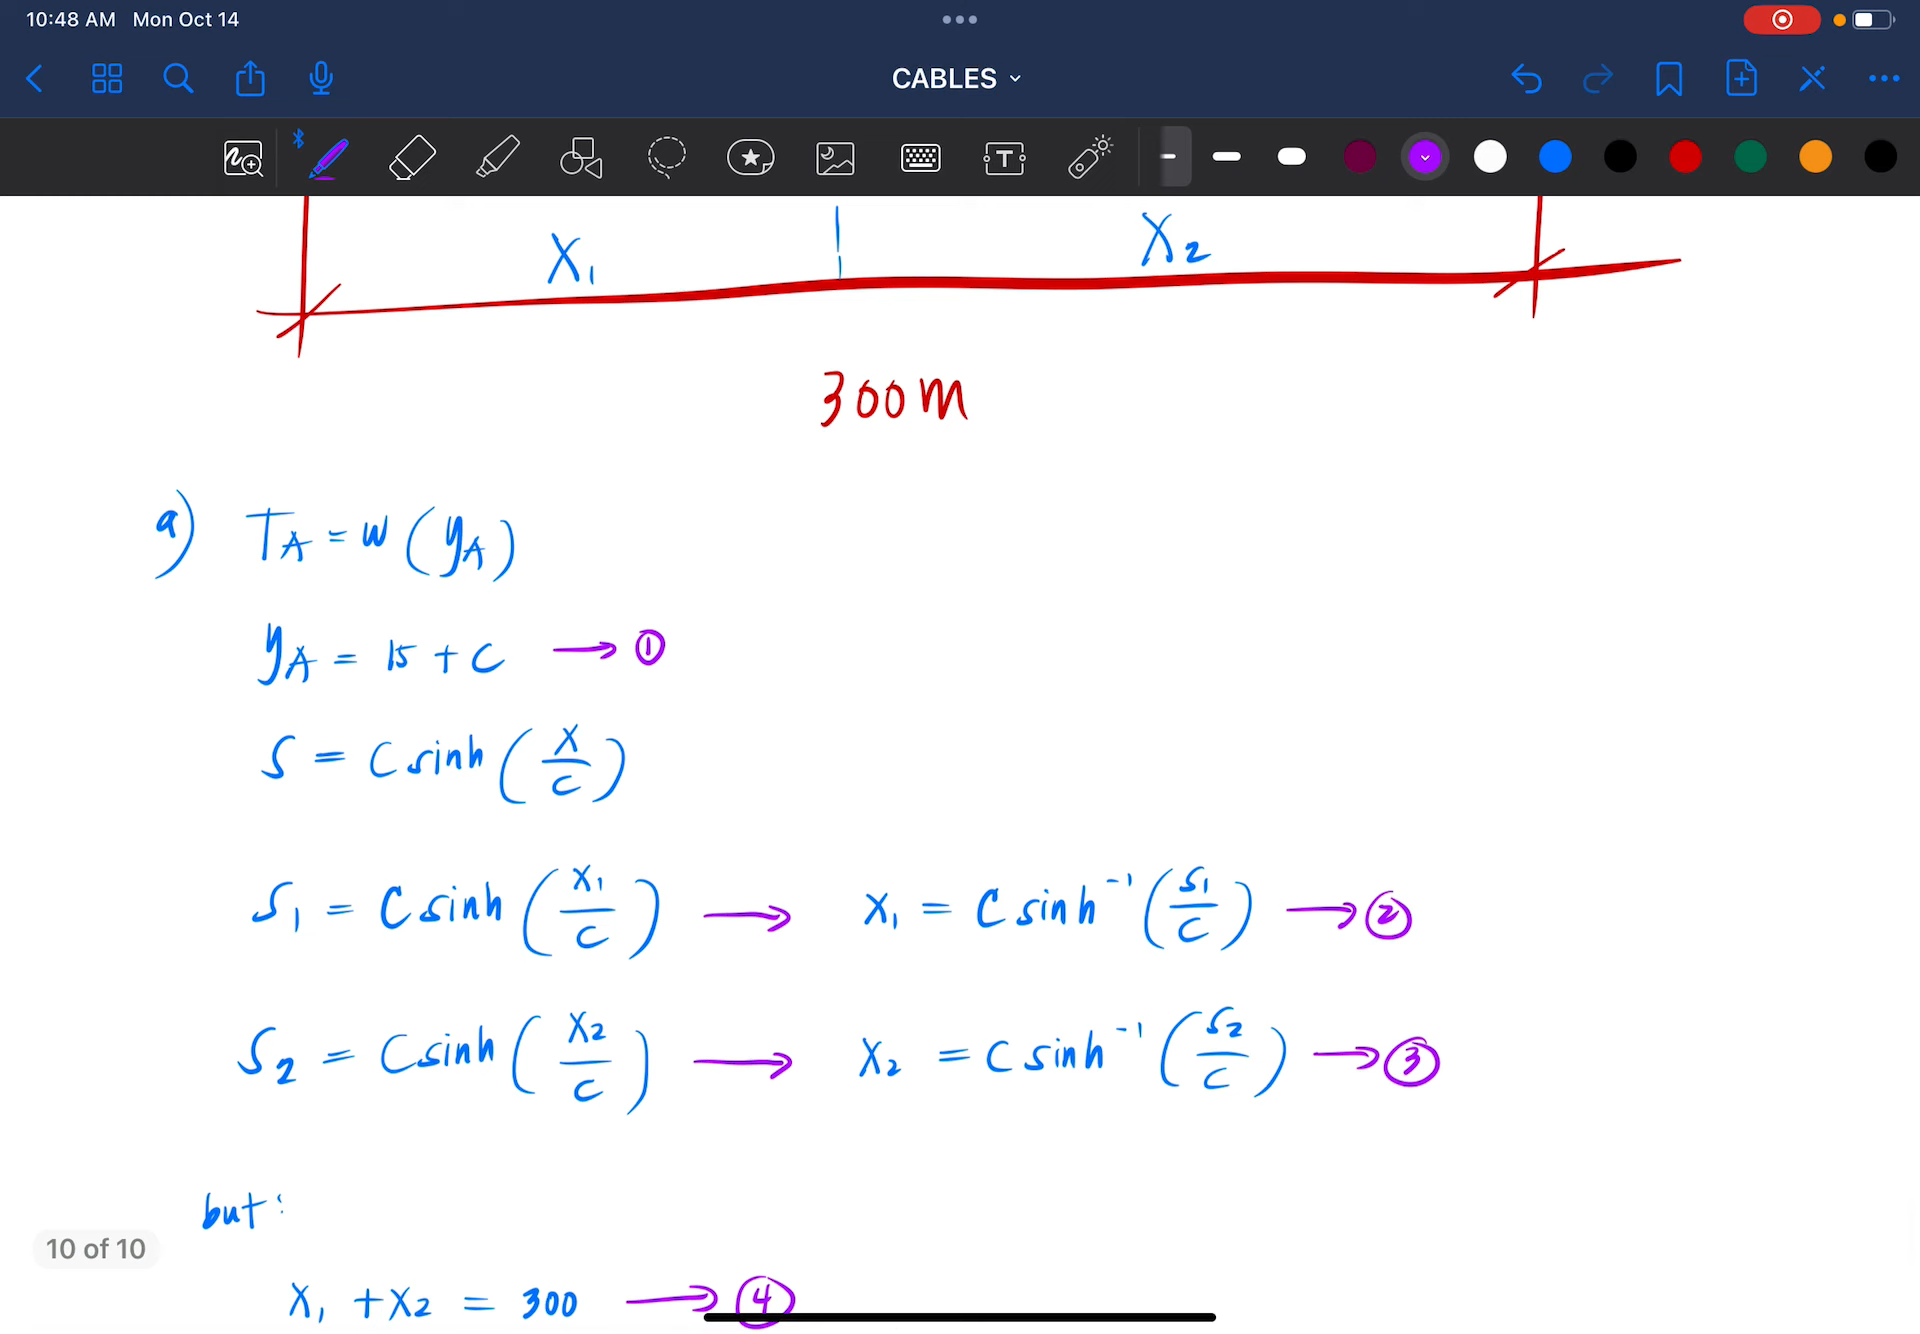 10:48 AM Mon Oct 14
CABLES
X₁ X₂
300m
a) T_A = w (y_A)
y_A = 15 + C → ①
S = C sinh (x/c)
S₁ = C sinh (x₁/c) → x₁ = C sinh⁻¹ (S₁/c) → ②
S₂ = C sinh (x₂/c) → x₂ = C sinh⁻¹ (S₂/c) → ③
but:
10 of 10
x₁ + x₂ = 300 → ④